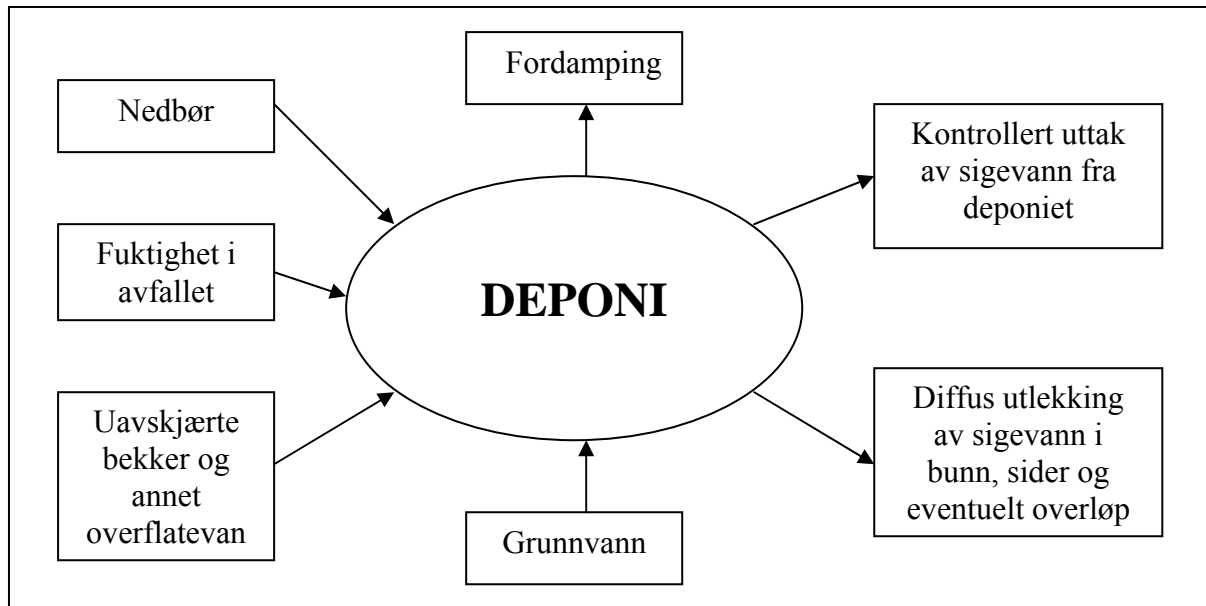 Fordamping
Nedbør
Kontrollert uttak
av sigevann fra
deponiet
Fuktighet i
avfallet
DEPONI
Uavskjærte
bekker og
annet
overflatevan
Diffus utlekking
av sigevann i
bunn, sider og
eventuelt overløp
Grunnvann